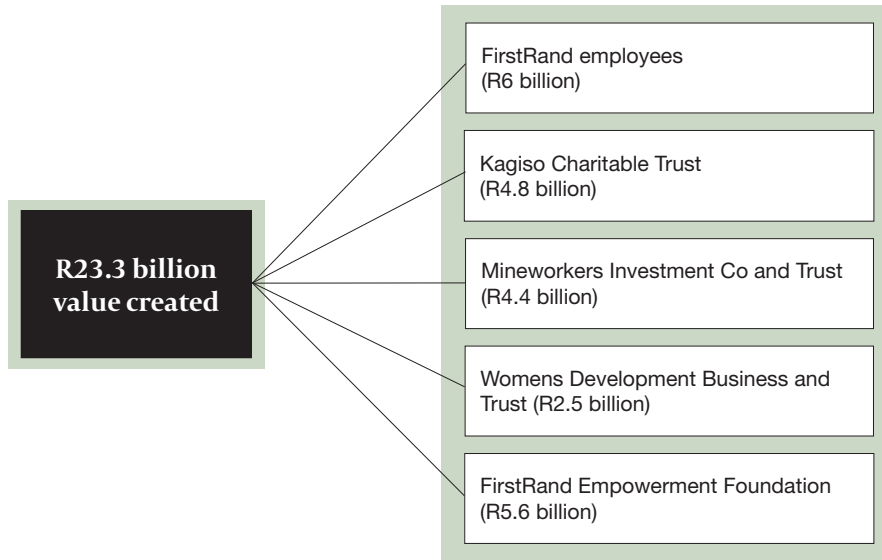 R23.3 billion
value created
FirstRand employees
(R6 billion)
Kagiso Charitable Trust
(R4.8 billion)
Mineworkers Investment Co and Trust
(R4.4 billion)
Womens Development Business and
Trust (R2.5 billion)
FirstRand Empowerment Foundation
(R5.6 billion)